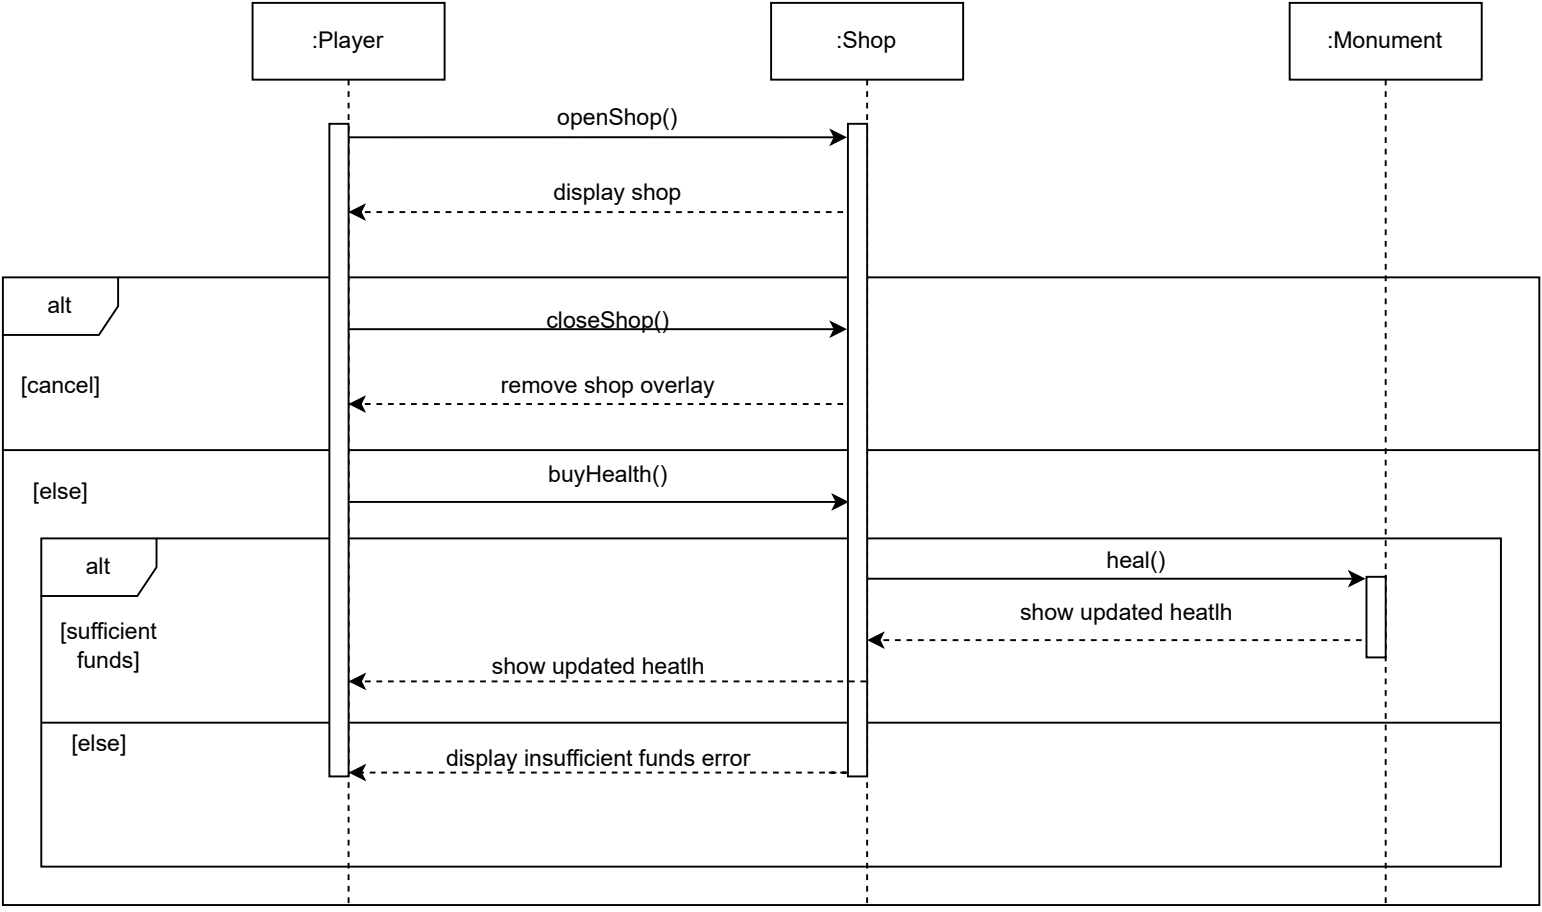 :Player
:Shop
:Monument
openShop()
display shop
alt
closeShop()
[cancel]
remove shop overlay
buyHealth()
[else]
alt
heal()
[sufficient
funds]
show updated heatlh
show updated heatlh
[else]
display insufficient funds error